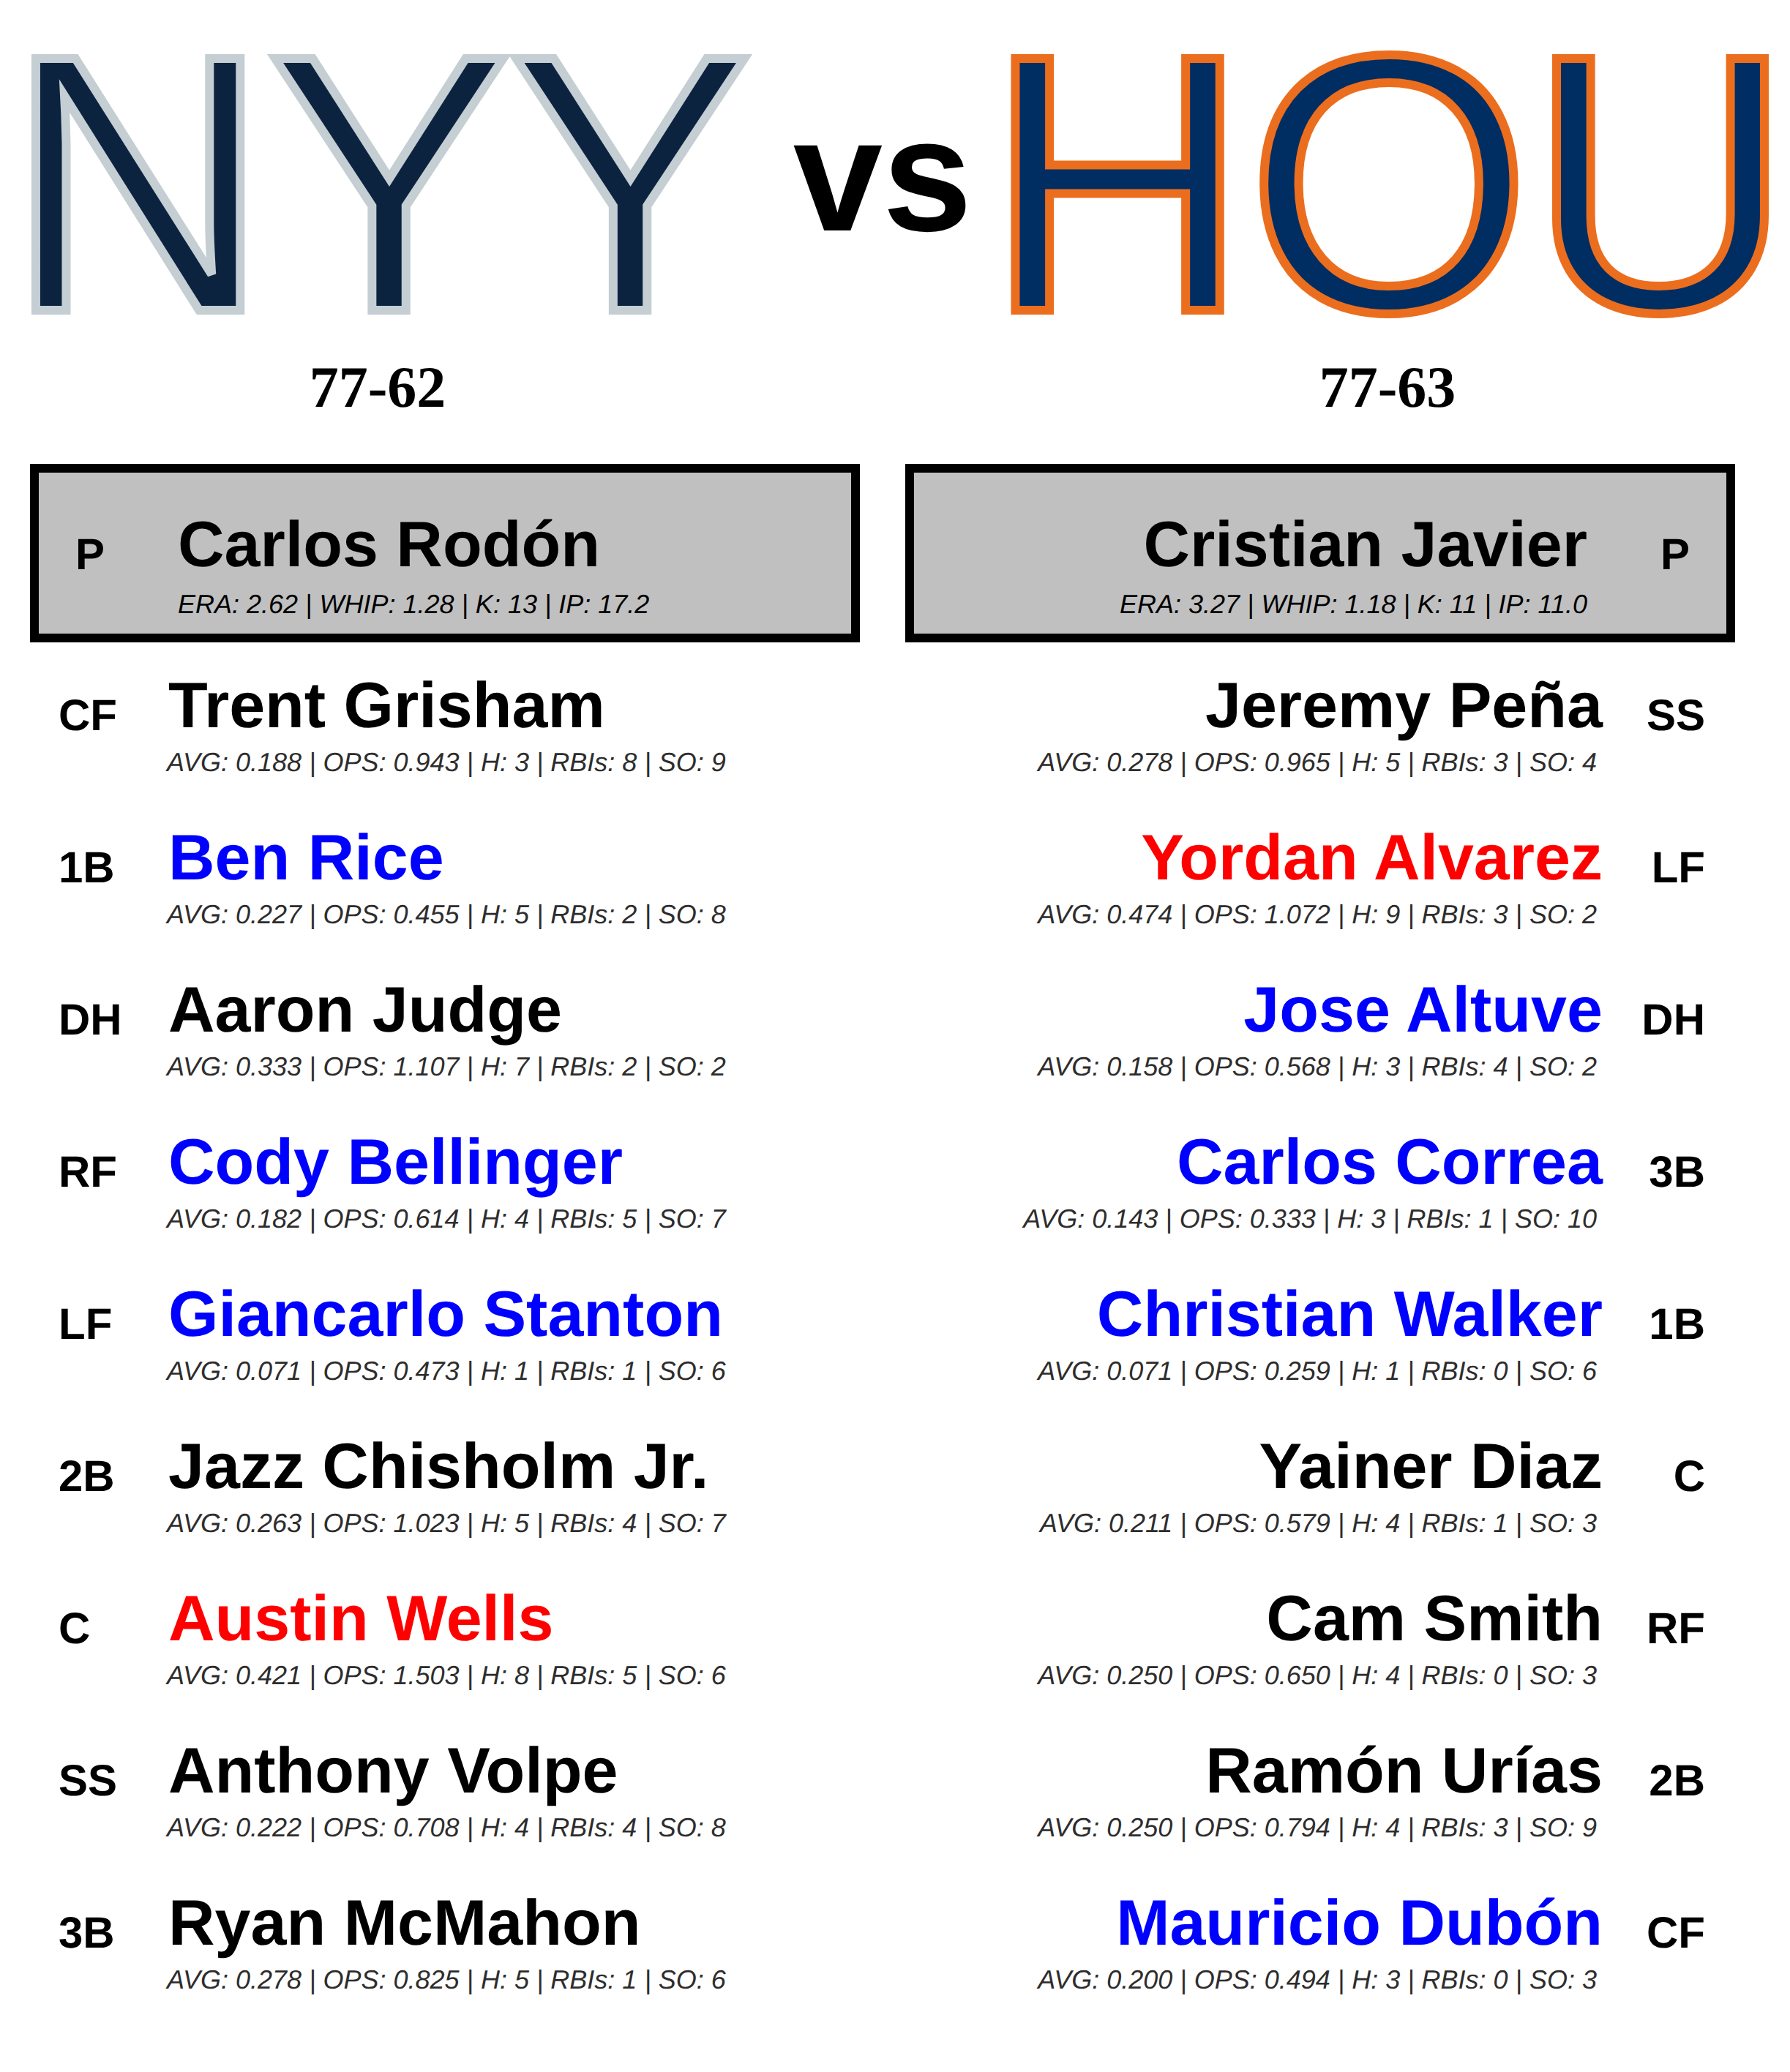 NYY vs HOU
77-62
77-63
P Carlos Rodón
ERA: 2.62 | WHIP: 1.28 | K: 13 | IP: 17.2
Cristian Javier P
ERA: 3.27 | WHIP: 1.18 | K: 11 | IP: 11.0
CF Trent Grisham
AVG: 0.188 | OPS: 0.943 | H: 3 | RBIs: 8 | SO: 9
1B Ben Rice
AVG: 0.227 | OPS: 0.455 | H: 5 | RBIs: 2 | SO: 8
DH Aaron Judge
AVG: 0.333 | OPS: 1.107 | H: 7 | RBIs: 2 | SO: 2
RF Cody Bellinger
AVG: 0.182 | OPS: 0.614 | H: 4 | RBIs: 5 | SO: 7
LF Giancarlo Stanton
AVG: 0.071 | OPS: 0.473 | H: 1 | RBIs: 1 | SO: 6
2B Jazz Chisholm Jr.
AVG: 0.263 | OPS: 1.023 | H: 5 | RBIs: 4 | SO: 7
C Austin Wells
AVG: 0.421 | OPS: 1.503 | H: 8 | RBIs: 5 | SO: 6
SS Anthony Volpe
AVG: 0.222 | OPS: 0.708 | H: 4 | RBIs: 4 | SO: 8
3B Ryan McMahon
AVG: 0.278 | OPS: 0.825 | H: 5 | RBIs: 1 | SO: 6
Jeremy Peña SS
AVG: 0.278 | OPS: 0.965 | H: 5 | RBIs: 3 | SO: 4
Yordan Alvarez LF
AVG: 0.474 | OPS: 1.072 | H: 9 | RBIs: 3 | SO: 2
Jose Altuve DH
AVG: 0.158 | OPS: 0.568 | H: 3 | RBIs: 4 | SO: 2
Carlos Correa 3B
AVG: 0.143 | OPS: 0.333 | H: 3 | RBIs: 1 | SO: 10
Christian Walker 1B
AVG: 0.071 | OPS: 0.259 | H: 1 | RBIs: 0 | SO: 6
Yainer Diaz C
AVG: 0.211 | OPS: 0.579 | H: 4 | RBIs: 1 | SO: 3
Cam Smith RF
AVG: 0.250 | OPS: 0.650 | H: 4 | RBIs: 0 | SO: 3
Ramón Urías 2B
AVG: 0.250 | OPS: 0.794 | H: 4 | RBIs: 3 | SO: 9
Mauricio Dubón CF
AVG: 0.200 | OPS: 0.494 | H: 3 | RBIs: 0 | SO: 3